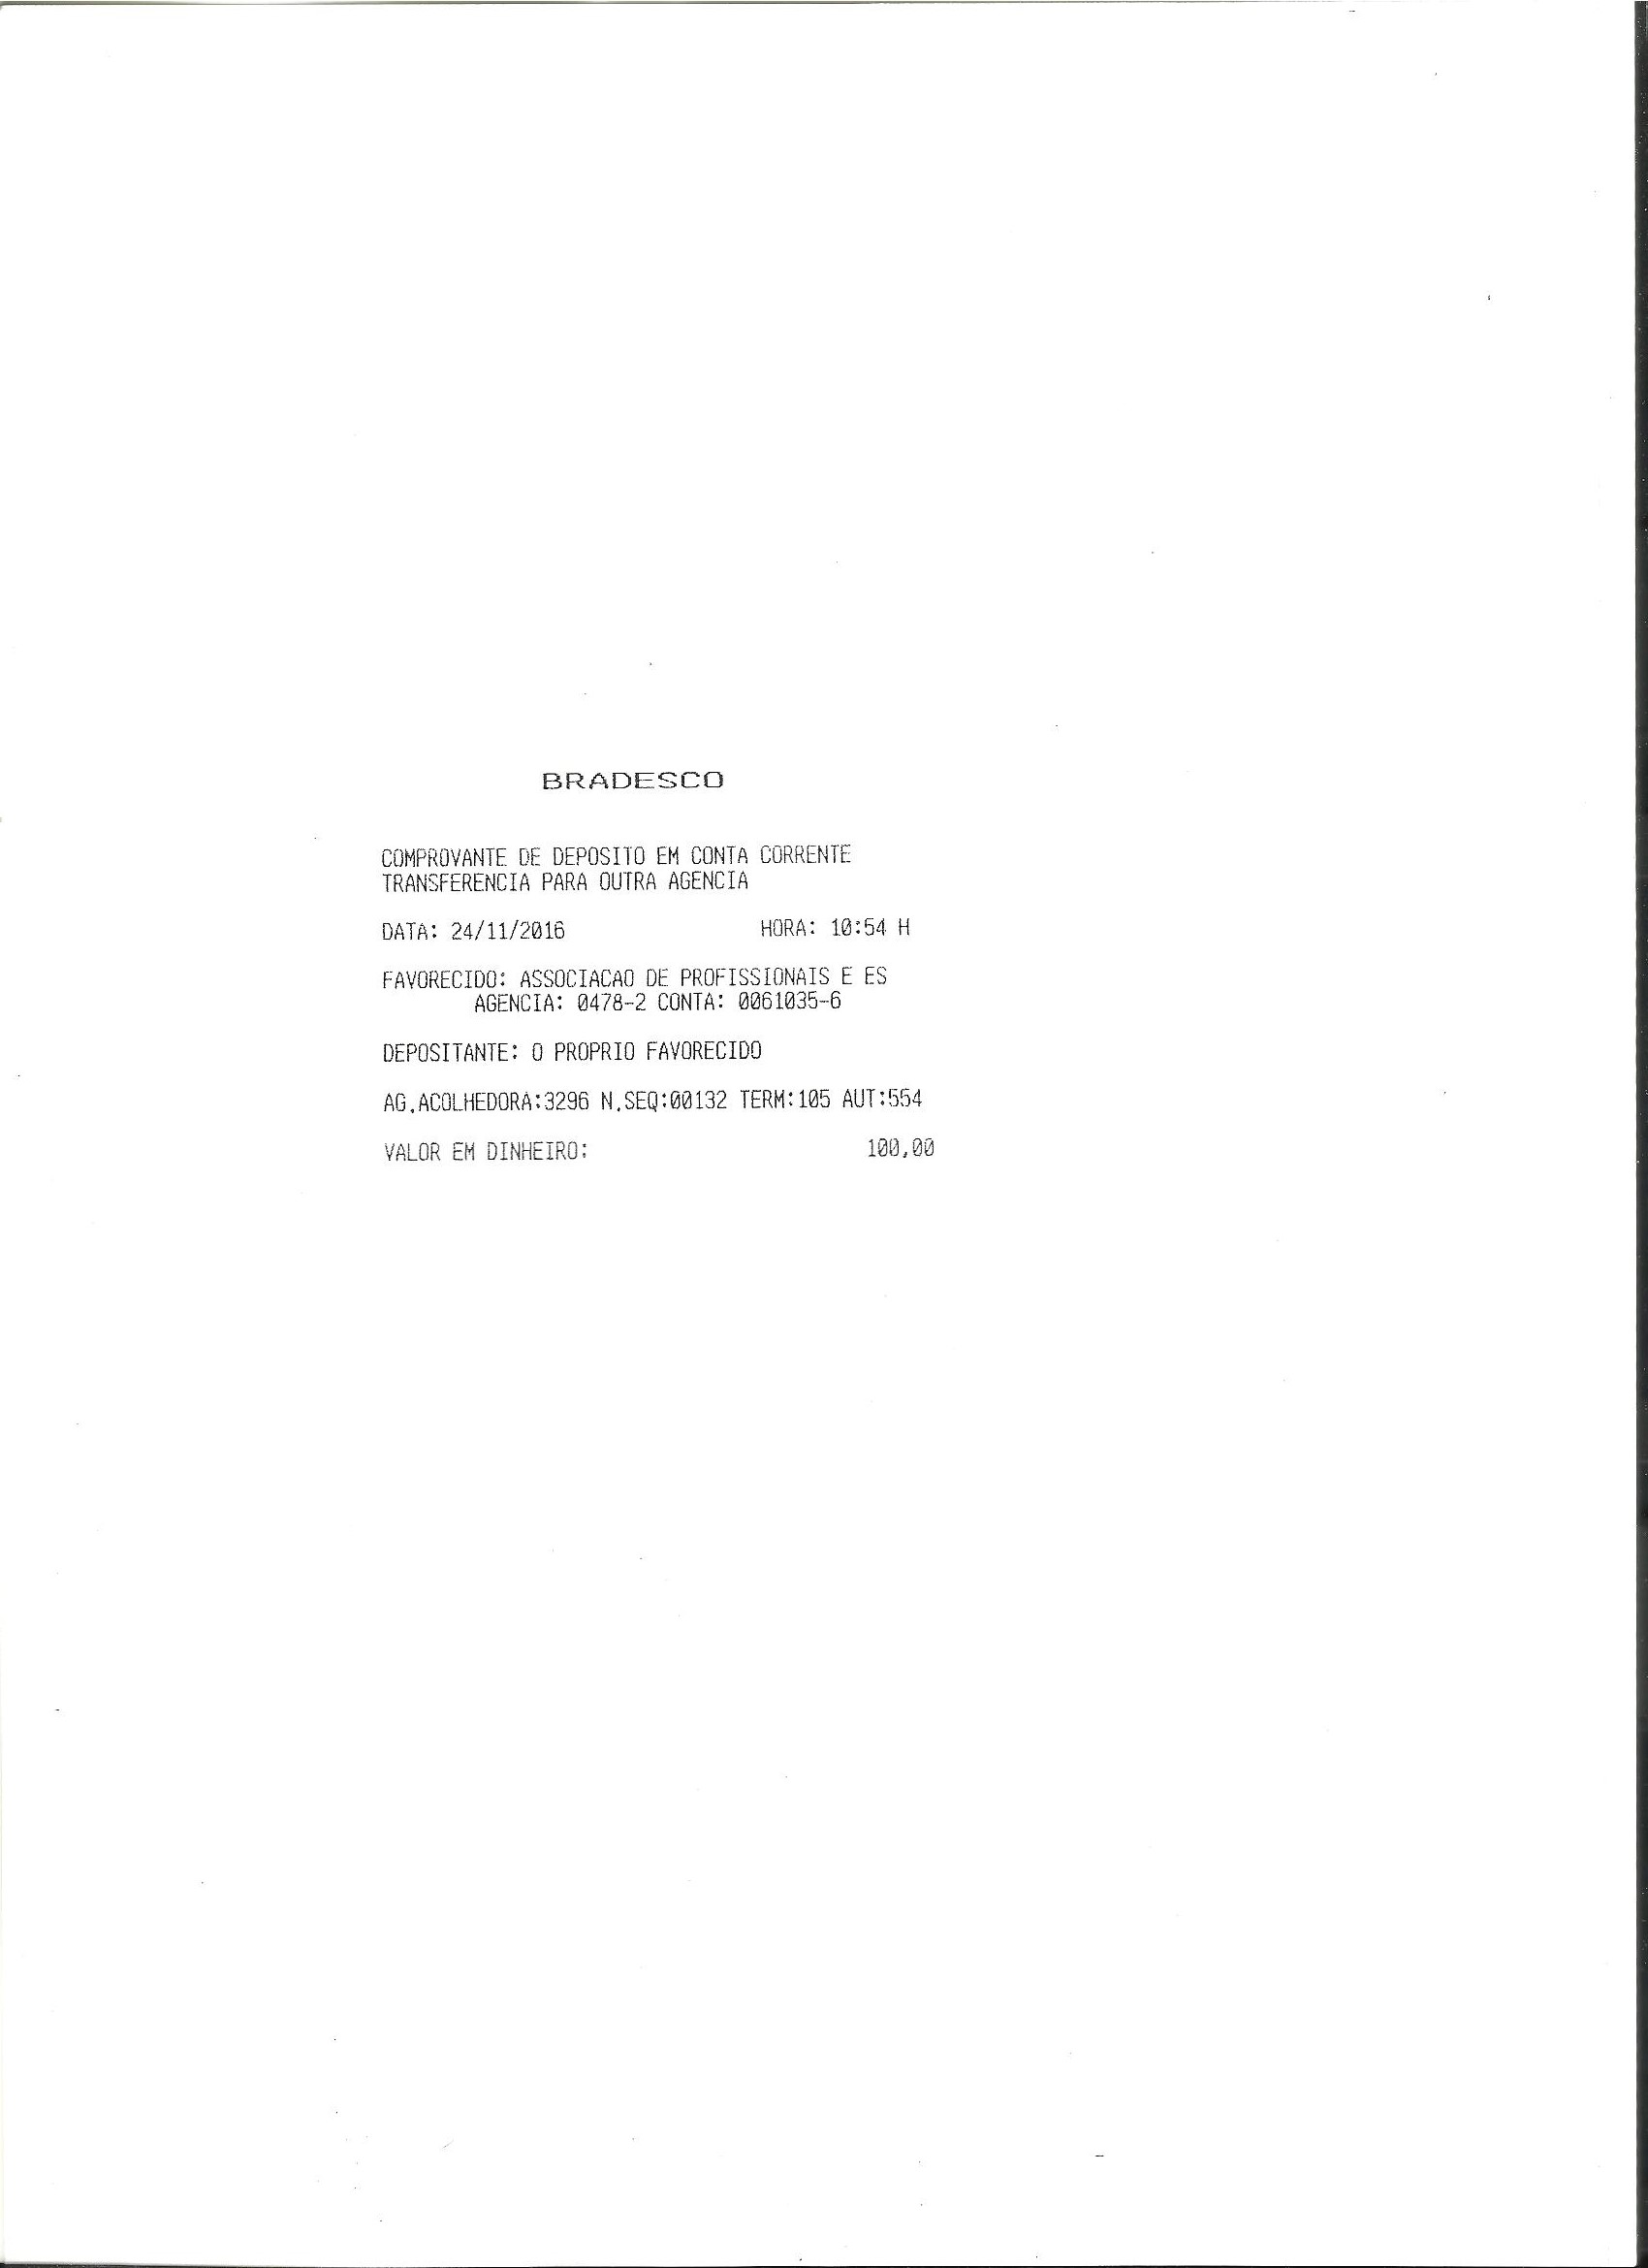 BRADESCO
COMPROVANTE DE DEPOSITO EM CONTA CORRENTE
TRANSFERENCIA PARA OUTRA AGENCIA
DATA: 24/11/2016 HORA: 10:54 H
FAVORECIDO: ASSOCIACAO DE PROFISSIONAIS E ES
AGENCIA: 0478-2 CONTA: 0061035-6
DEPOSITANTE: O PROPRIO FAVORECIDO
AG.ACOLHEDORA:3296 N.SEQ:00132 TERM:105 AUT:554
VALOR EM DINHEIRO: 100,00